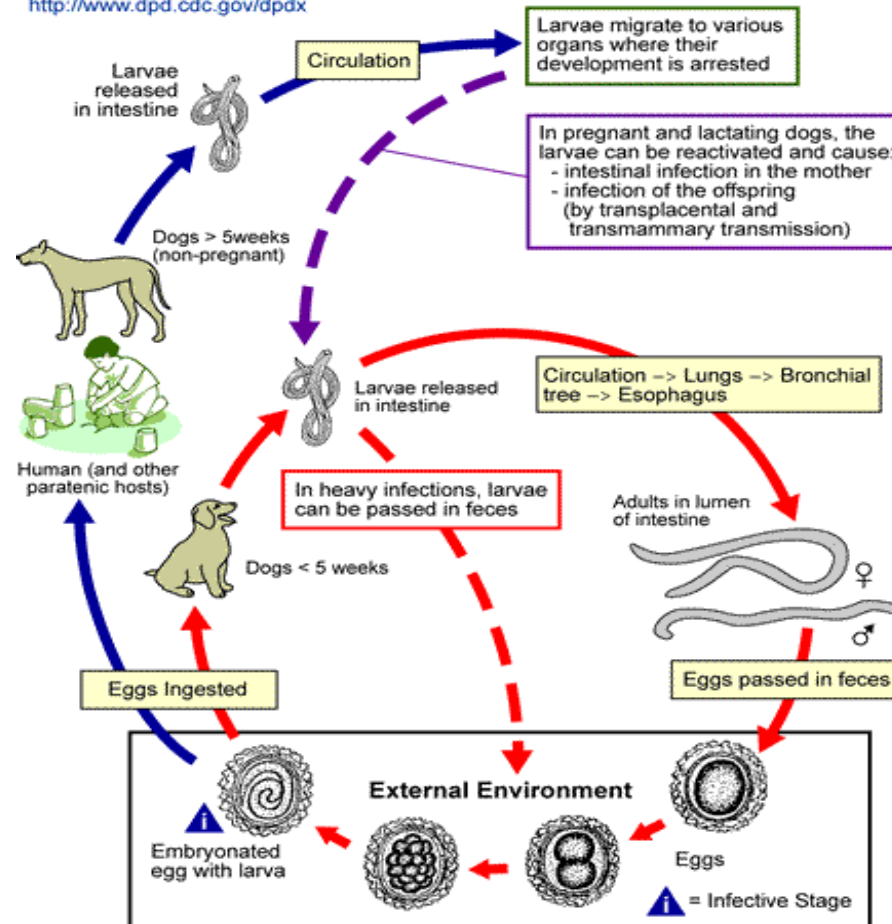 http://www.dpd.cdc.gov/dpdx
Larvae migrate to various
organs where their
development is arrested
Circulation
Larvae
released
in intestine
In pregnant and lactating dogs, the
larvae can be reactivated and cause:
- intestinal infection in the mother
- infection of the offspring
(by transplacental and
transmammary transmission)
Dogs > 5weeks
(non-pregnant)
Larvae released
in intestine
Circulation –> Lungs –> Bronchial
tree –> Esophagus
Human (and other
paratenic hosts)
In heavy infections, larvae
can be passed in feces
Adults in lumen
of intestine
♀
♂
Dogs < 5 weeks
Eggs Ingested
Eggs passed in feces
External Environment
i
Embryonated
egg with larva
Eggs
i = Infective Stage